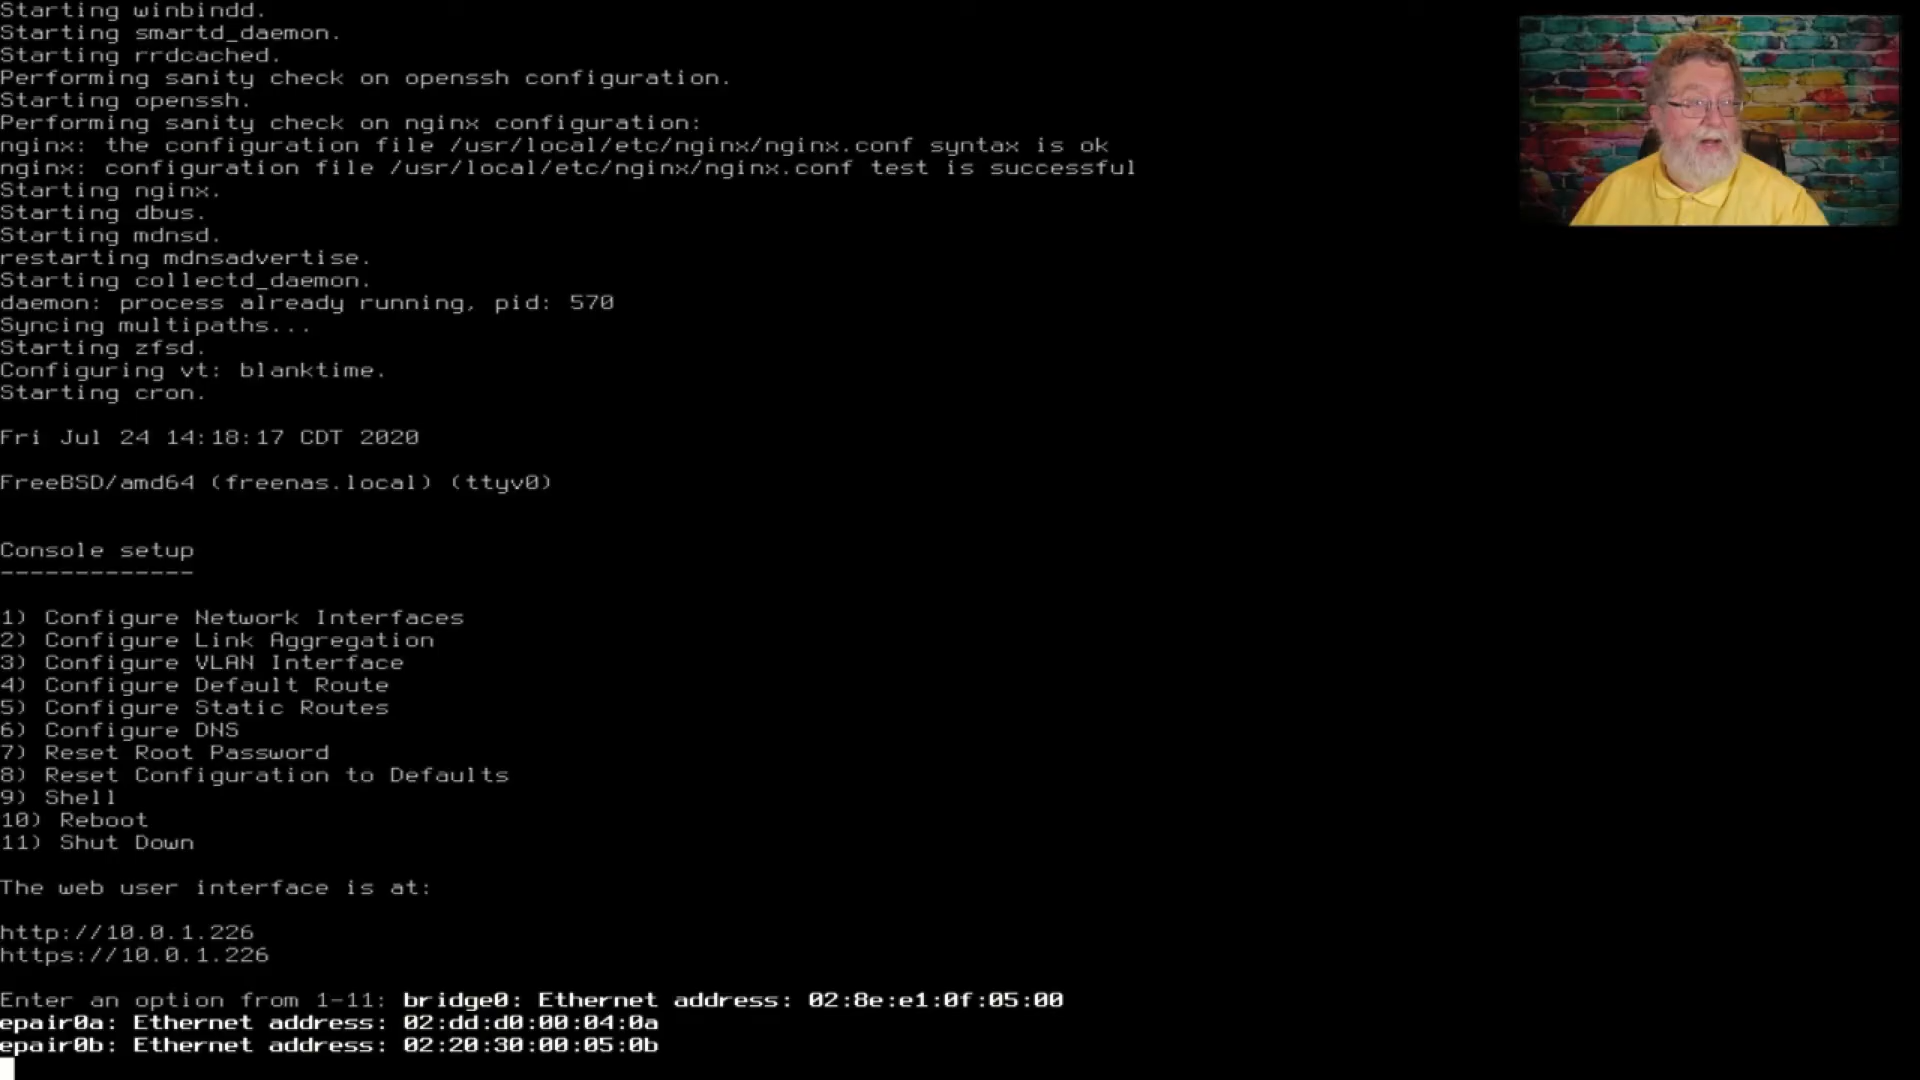 Starting winbindd.
Starting smartd_daemon.
Starting rrdcached.
Performing sanity check on openssh configuration.
Starting openssh.
Performing sanity check on nginx configuration:
nginx: the configuration file /usr/local/etc/nginx/nginx.conf syntax is ok
nginx: configuration file /usr/local/etc/nginx/nginx.conf test is successful
Starting nginx.
Starting dbus.
Starting mdnsd.
restarting mdnsadvertise.
Starting collectd_daemon.
daemon: process already running, pid: 570
Syncing multipaths...
Starting zfsd.
Configuring vt: blanktime.
Starting cron.
Fri Jul 24 14:18:17 CDT 2020
FreeBSD/amd64 (freenas.local) (ttyv0)
Console setup
-------------
1) Configure Network Interfaces
2) Configure Link Aggregation
3) Configure VLAN Interface
4) Configure Default Route
5) Configure Static Routes
6) Configure DNS
7) Reset Root Password
8) Reset Configuration to Defaults
9) Shell
10) Reboot
11) Shut Down
The web user interface is at:
http://10.0.1.226
https://10.0.1.226
Enter an option from 1-11: bridge0: Ethernet address: 02:8e:e1:0f:05:00
epair0a: Ethernet address: 02:dd:d0:00:04:0a
epair0b: Ethernet address: 02:20:30:00:05:0b